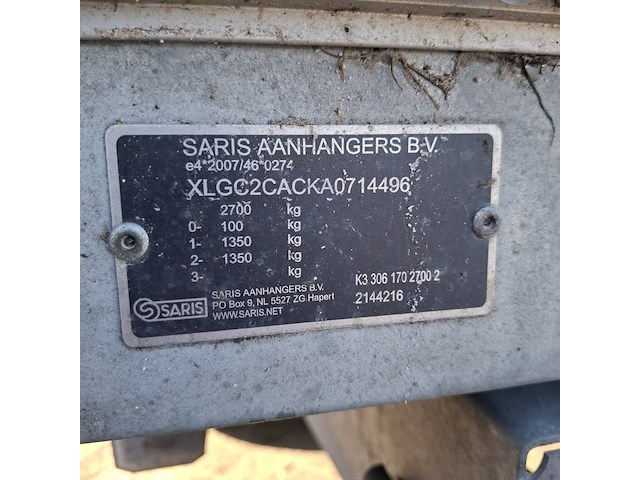 SARIS AANHANGERS B.V.
e4*2007/46*0274
XLGC2CACKA0714496
2700 kg
0- 100 kg
1- 1350 kg
2- 1350 kg
3- kg
K3 306 170 2700 2
2144216
SARIS
SARIS AANHANGERS B.V.
PO Box 9, NL 5527 ZG Hapert
WWW.SARIS.NET